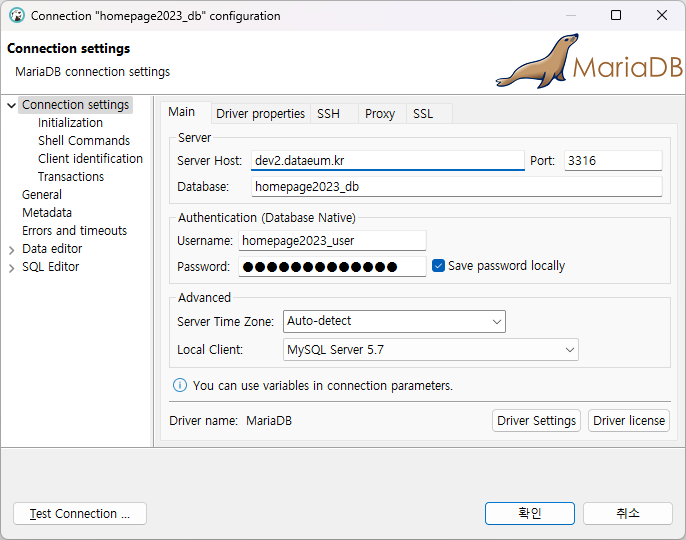 Connection "homepage2023_db" configuration
Connection settings
MariaDB connection settings
MariaDB
Connection settings
Initialization
Shell Commands
Client identification
Transactions
General
Metadata
Errors and timeouts
Data editor
SQL Editor
Main Driver properties SSH Proxy SSL
Server
Server Host: dev2.dataeum.kr Port: 3316
Database: homepage2023_db
Authentication (Database Native)
Username: homepage2023_user
Password: ●●●●●●●●●●●●● Save password locally
Advanced
Server Time Zone: Auto-detect
Local Client: MySQL Server 5.7
You can use variables in connection parameters.
Driver name: MariaDB Driver Settings Driver license
Test Connection ... 확인 취소